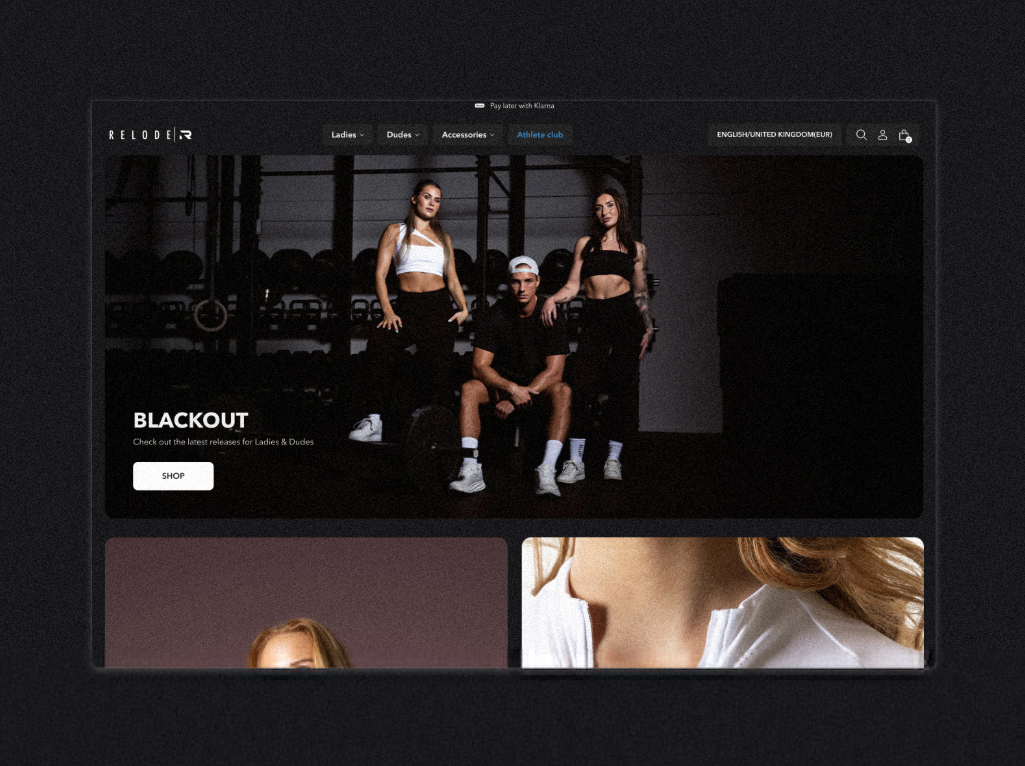 Pay later with Klarna
RELODE
Ladies
Dudes
Accessories
Athlete club
ENGLISH/UNITED KINGDOM(EUR)
BLACKOUT
Check out the latest releases for Ladies & Dudes
SHOP